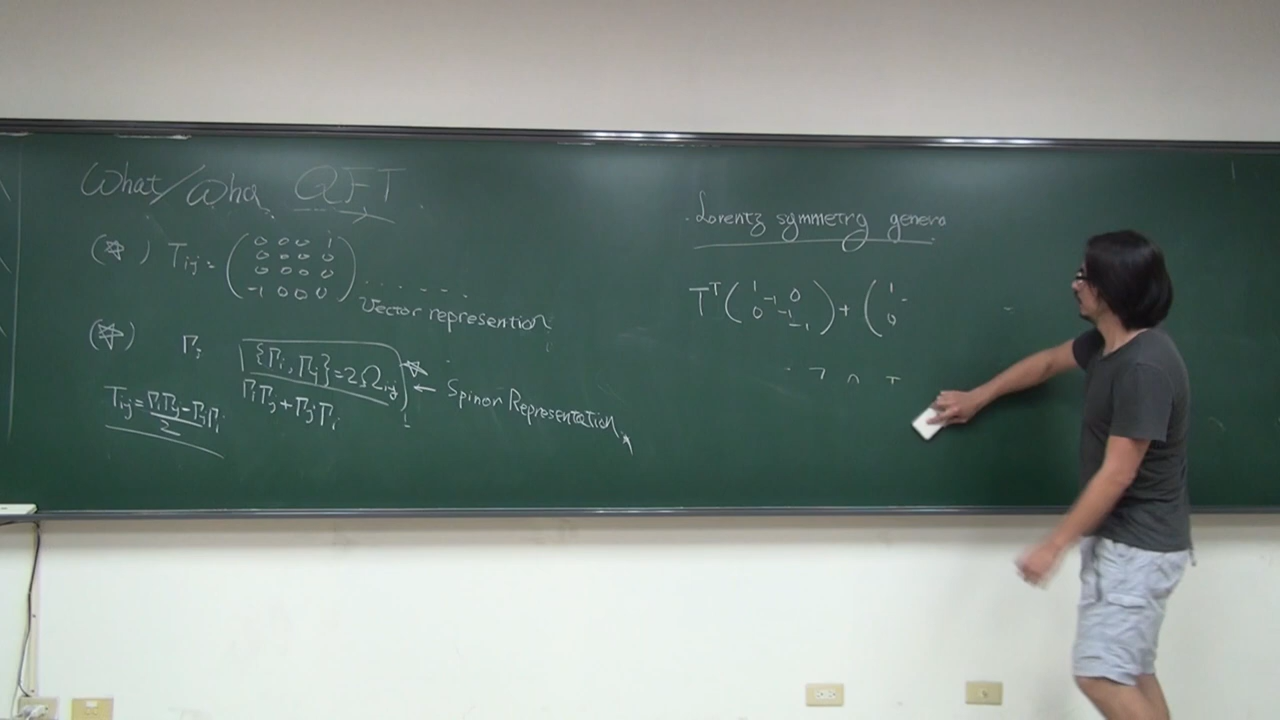 What/Who QFT
(☆) T_ij = ( 0 0 0 1
0 0 0 0
0 0 0 0
-1 0 0 0 ) . . . . . .
Vector represention
(☆) Γ_i {Γ_i, Γ_j} = 2Ω_ij ☆
Γ_iΓ_j + Γ_jΓ_i ← Spinor Representation
T_ij = Γ_iΓ_j - Γ_jΓ_i / 2
. Lorentz symmetry genera
T^T ( 1 -1 0
0 -1 -1 ) + ( 1
0